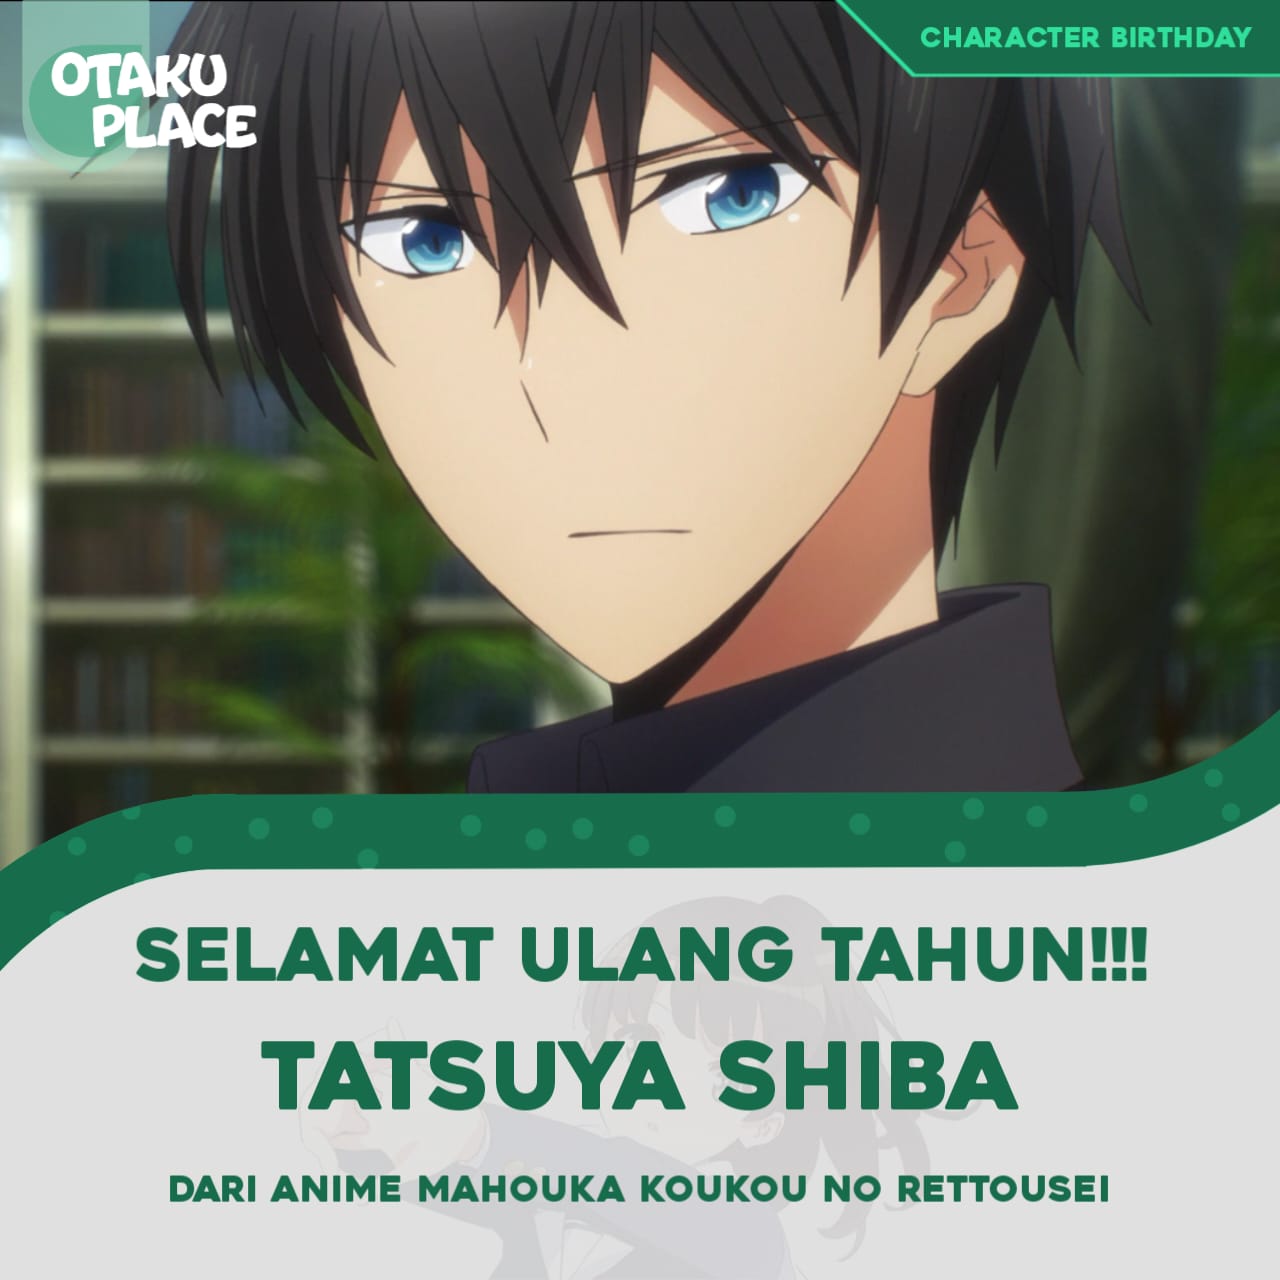 OTAKU
PLACE
CHARACTER BIRTHDAY
SELAMAT ULANG TAHUN!!!
TATSUYA SHIBA
DARI ANIME MAHOUKA KOUKOU NO RETTOUSEI